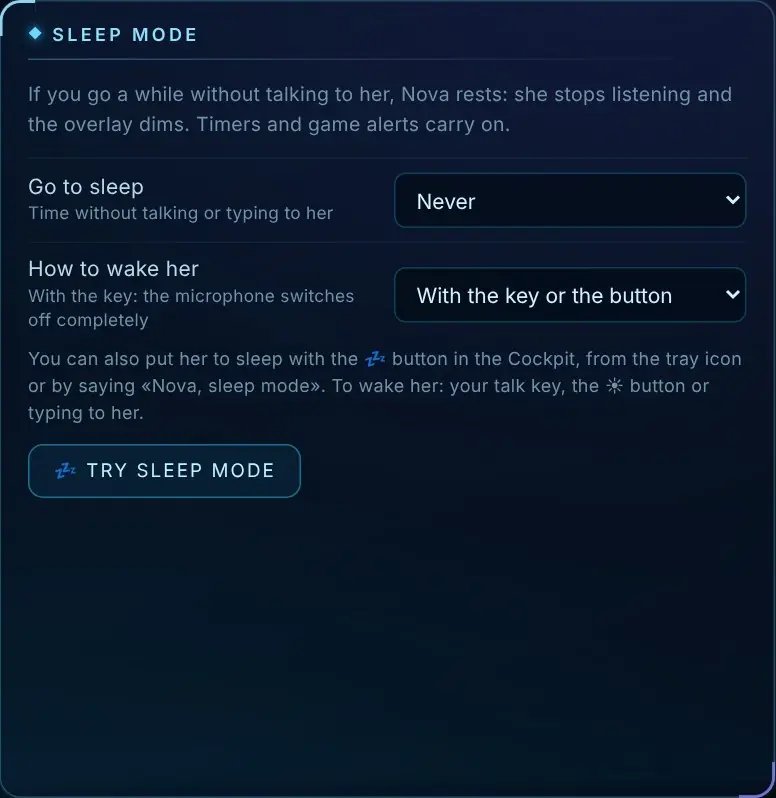 SLEEP MODE
If you go a while without talking to her, Nova rests: she stops listening and
the overlay dims. Timers and game alerts carry on.
Go to sleep
Time without talking or typing to her
Never
How to wake her
With the key: the microphone switches
off completely
With the key or the button
You can also put her to sleep with the 💤 button in the Cockpit, from the tray icon
or by saying «Nova, sleep mode». To wake her: your talk key, the ☀ button or
typing to her.
💤 TRY SLEEP MODE